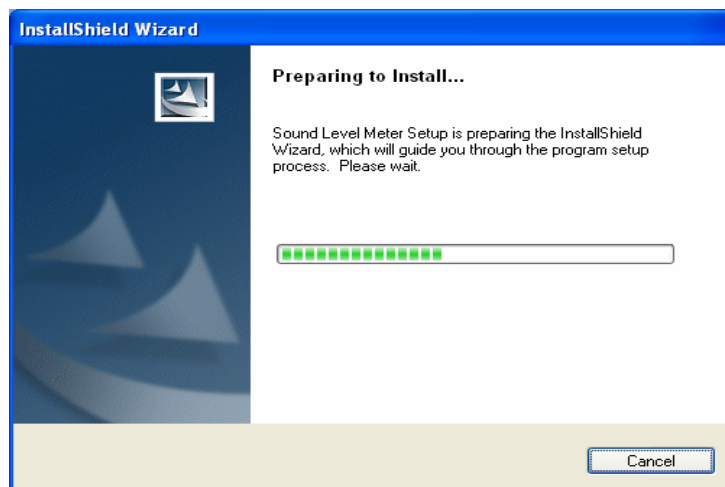 InstallShield Wizard
Preparing to Install...
Sound Level Meter Setup is preparing the InstallShield
Wizard, which will guide you through the program setup
process.  Please wait.
Cancel